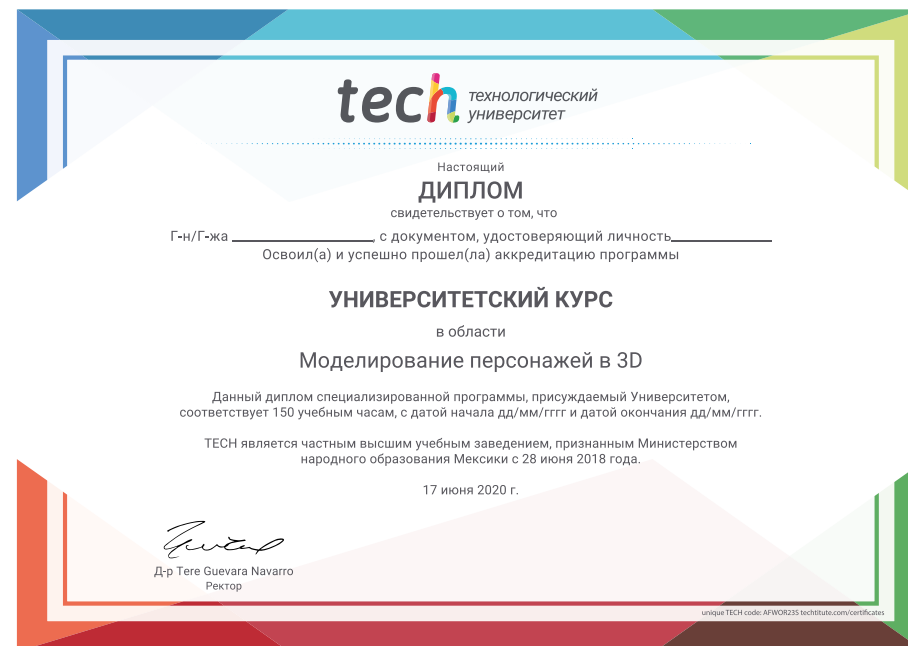 tech технологический
университет
Настоящий
ДИПЛОМ
свидетельствует о том, что
Г-н/Г-жа ____________________, с документом, удостоверяющий личность______________
Освоил(а) и успешно прошел(ла) аккредитацию программы
УНИВЕРСИТЕТСКИЙ КУРС
в области
Моделирование персонажей в 3D
Данный диплом специализированной программы, присуждаемый Университетом,
соответствует 150 учебным часам, с датой начала дд/мм/гггг и датой окончания дд/мм/гггг.
TECH является частным высшим учебным заведением, признанным Министерством
народного образования Мексики с 28 июня 2018 года.
17 июня 2020 г.
Д-р Tere Guevara Navarro
Ректор
unique TECH code: AFWOR23S techtitute.com/certificates